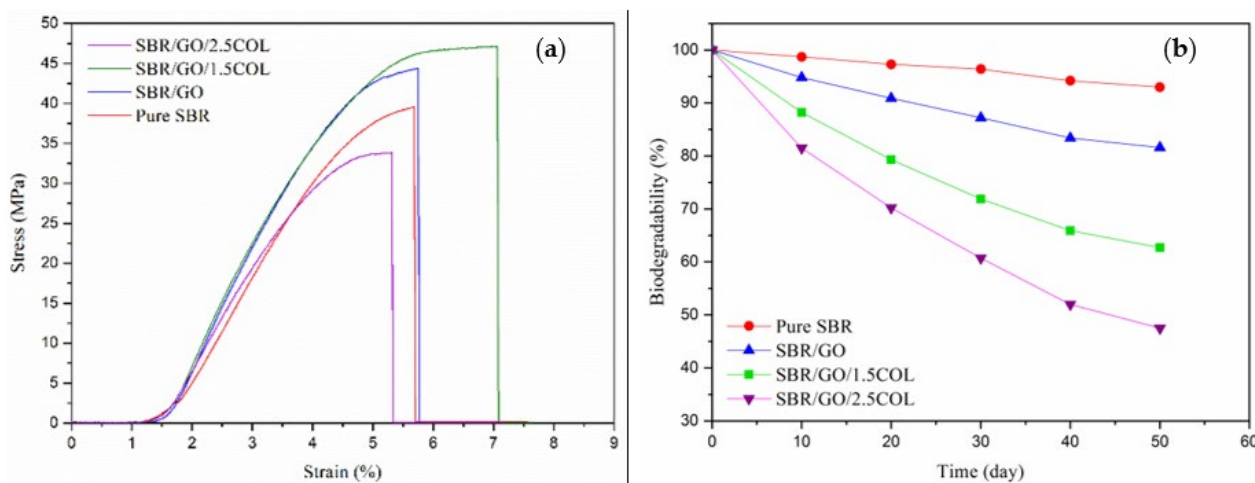 (a)
SBR/GO/2.5COL
SBR/GO/1.5COL
SBR/GO
Pure SBR
50
45
40
35
30
25
20
15
10
5
0
Stress (MPa)
0 1 2 3 4 5 6 7 8 9
Strain (%)
(b)
100
90
80
70
60
50
40
30
Biodegradability (%)
Pure SBR
SBR/GO
SBR/GO/1.5COL
SBR/GO/2.5COL
0 10 20 30 40 50 60
Time (day)